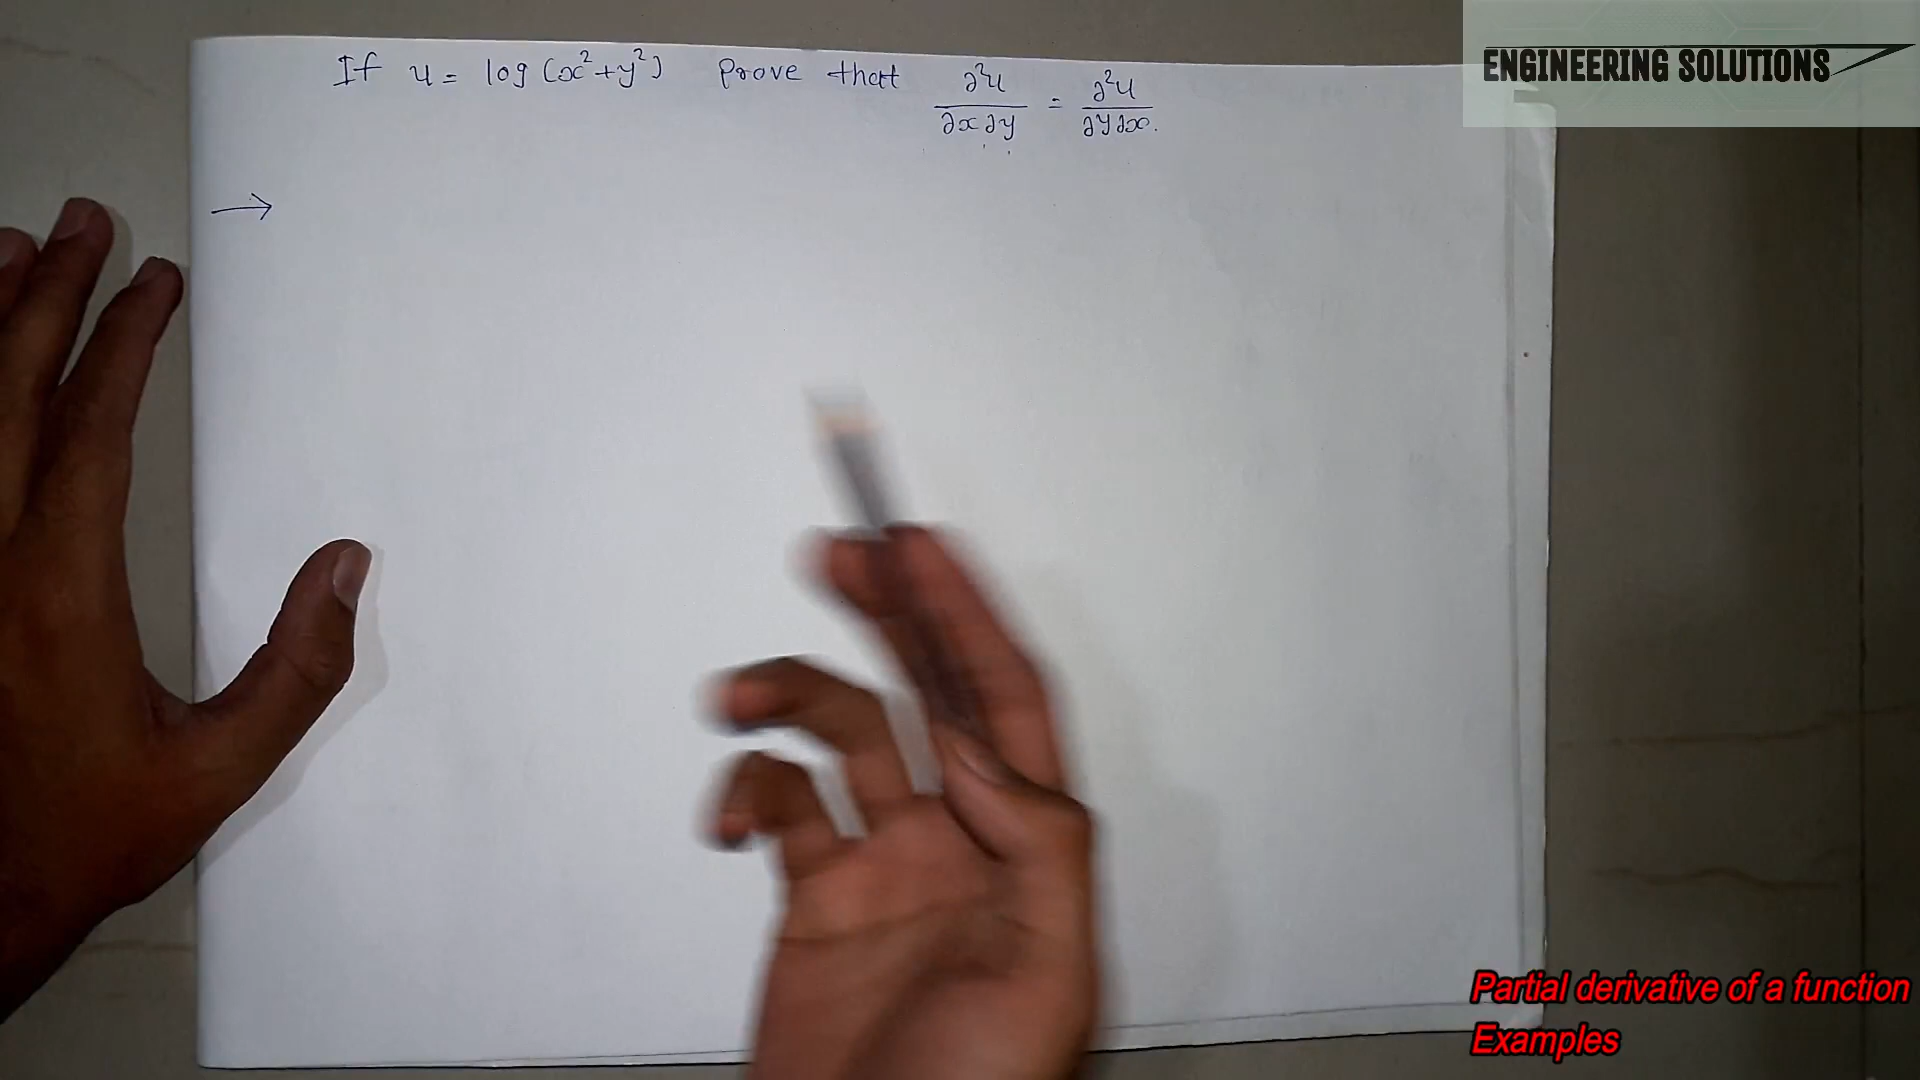 If u = log (x²+y²) Prove that ∂²u/∂x∂y = ∂²u/∂y∂x.
→
ENGINEERING SOLUTIONS
Partial derivative of a function
Examples